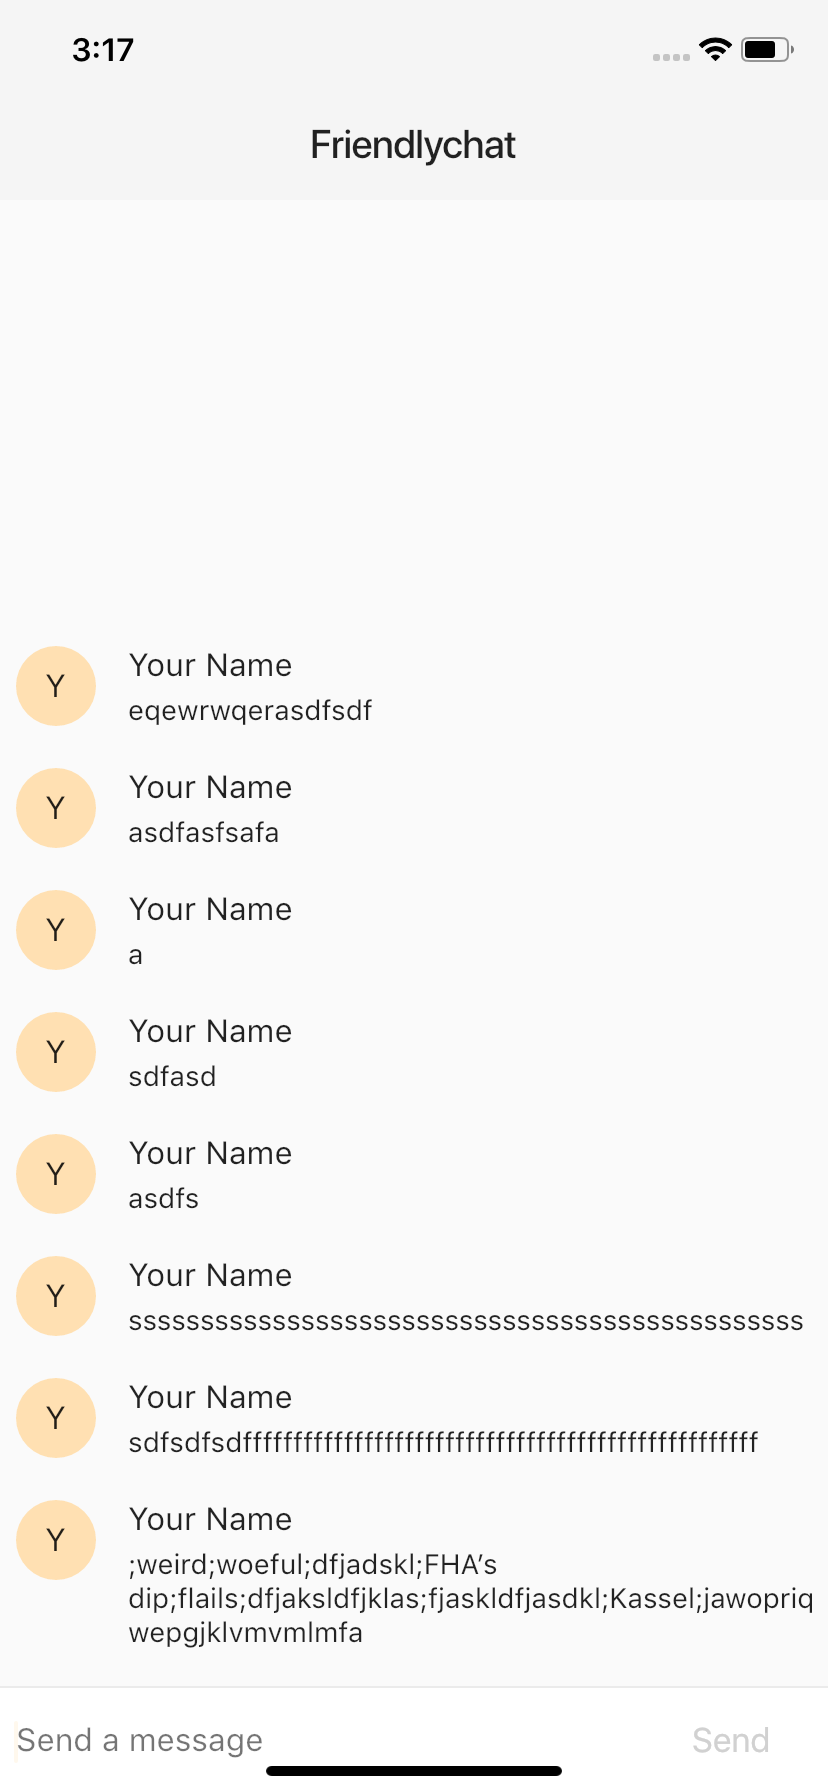 3:17
Friendlychat
Y
Your Name
eqewrwqerasdfsdf
Y
Your Name
asdfasfsafa
Y
Your Name
a
Y
Your Name
sdfasd
Y
Your Name
asdfs
Y
Your Name
sssssssssssssssssssssssssssssssssssssssssssssss
Y
Your Name
sdfsdfsdfffffffffffffffffffffffffffffffffffffffffffffffffff
Y
Your Name
;weird;woeful;dfjadskl;FHA’s
dip;flails;dfjaksldfjklas;fjaskldfjasdkl;Kassel;jawopriq
wepgjklvmvmlmfa
Send a message
Send